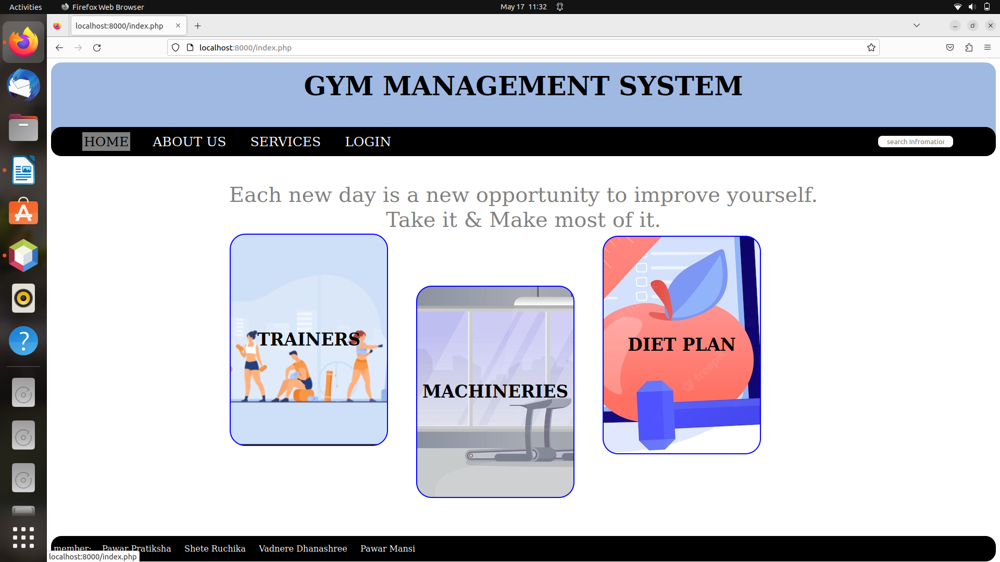 Activities
Firefox Web Browser
May 17 11:32
localhost:8000/index.php
localhost:8000/index.php
GYM MANAGEMENT SYSTEM
HOME ABOUT US SERVICES LOGIN
search Infromation
Each new day is a new opportunity to improve yourself.
Take it & Make most of it.
TRAINERS
MACHINERIES
DIET PLAN
freepik
member: Pawar Pratiksha Shete Ruchika Vadnere Dhanashree Pawar Mansi
localhost:8000/index.php